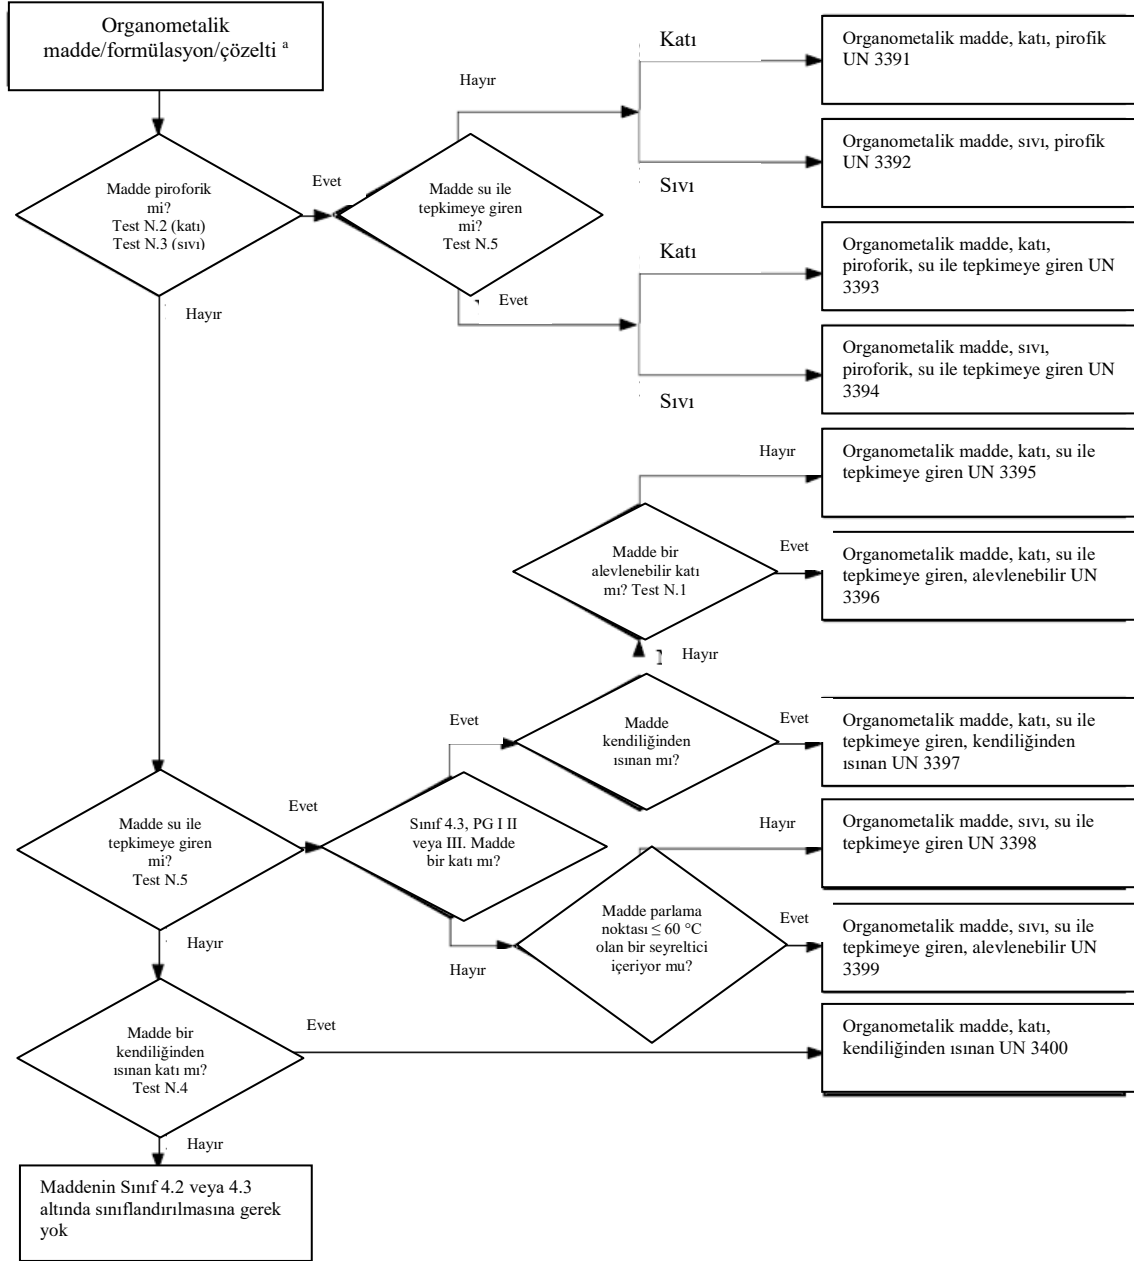 Organometalik
madde/formülasyon/çözelti ᵃ
Katı
Organometalik madde, katı, pirofik
UN 3391
Hayır
Organometalik madde, sıvı, pirofik
UN 3392
Sıvı
Madde piroforik
mi?
Test N.2 (katı)
Test N.3 (sıvı)
Evet
Madde su ile
tepkimeye giren
mi?
Test N.5
Katı
Organometalik madde, katı,
piroforik, su ile tepkimeye giren UN
3393
Evet
Hayır
Organometalik madde, sıvı,
piroforik, su ile tepkimeye giren UN
3394
Sıvı
Hayır
Organometalik madde, katı, su ile
tepkimeye giren UN 3395
Madde bir
alevlenebilir katı
mı? Test N.1
Evet
Organometalik madde, katı, su ile
tepkimeye giren, alevlenebilir UN
3396
Hayır
Evet
Madde
kendiliğinden
ısınan mı?
Evet
Organometalik madde, katı, su ile
tepkimeye giren, kendiliğinden
ısınan UN 3397
Madde su ile
tepkimeye giren
mi?
Test N.5
Evet
Sınıf 4.3, PG I II
veya III. Madde
bir katı mı?
Hayır
Organometalik madde, sıvı, su ile
tepkimeye giren UN 3398
Hayır
Hayır
Madde parlama
noktası ≤ 60 °C
olan bir seyreltici
içeriyor mu?
Evet
Organometalik madde, sıvı, su ile
tepkimeye giren, alevlenebilir UN
3399
Madde bir
kendiliğinden
ısınan katı mı?
Test N.4
Evet
Organometalik madde, katı,
kendiliğinden ısınan UN 3400
Hayır
Maddenin Sınıf 4.2 veya 4.3
altında sınıflandırılmasına gerek
yok